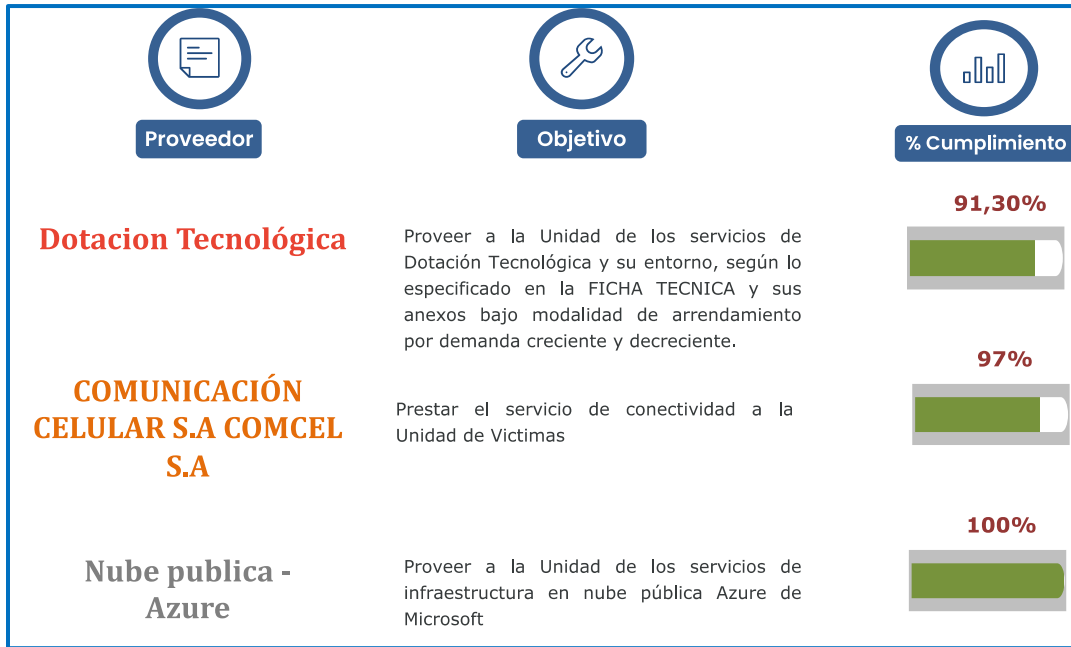 Proveedor
Objetivo
% Cumplimiento
Dotacion Tecnológica
Proveer a la Unidad de los servicios de
Dotación Tecnológica y su entorno, según lo
especificado en la FICHA TECNICA y sus
anexos bajo modalidad de arrendamiento
por demanda creciente y decreciente.
91,30%
COMUNICACIÓN
CELULAR S.A COMCEL
S.A
Prestar el servicio de conectividad a la
Unidad de Victimas
97%
Nube publica -
Azure
Proveer a la Unidad de los servicios de
infraestructura en nube pública Azure de
Microsoft
100%